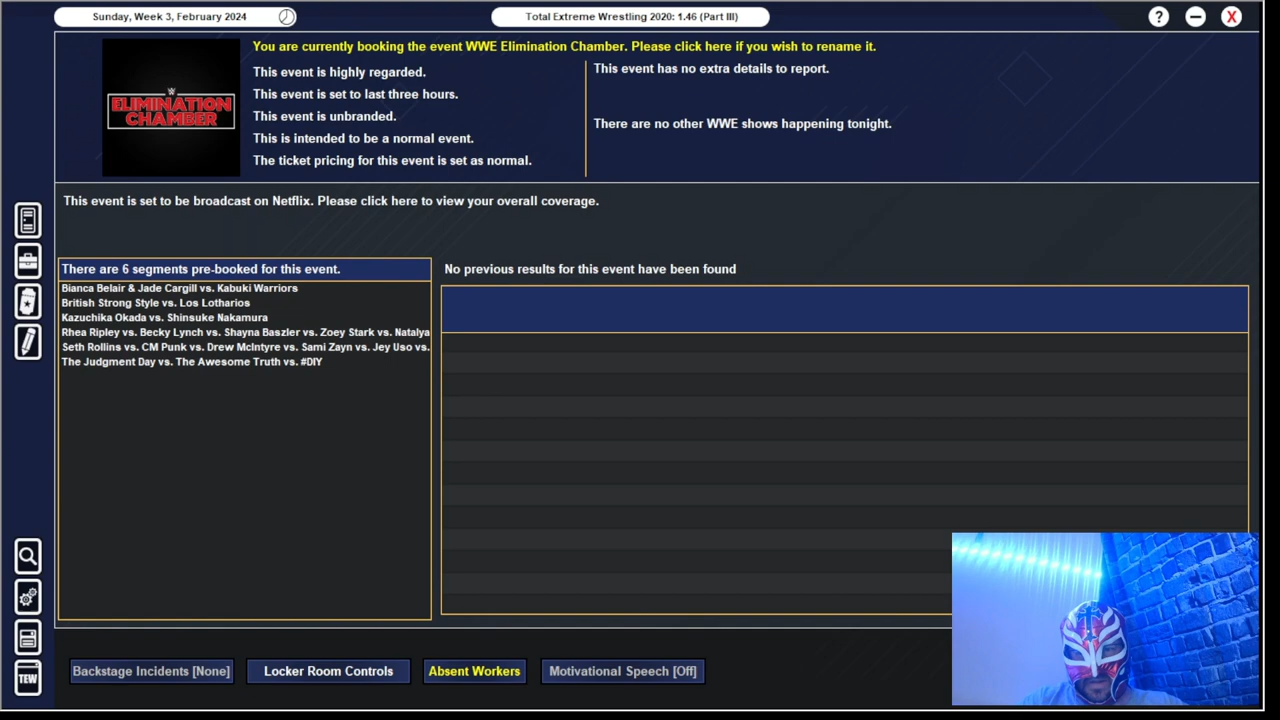 Sunday, Week 3, February 2024
Total Extreme Wrestling 2020: 1.46 (Part III)
?
X
You are currently booking the event WWE Elimination Chamber. Please click here if you wish to rename it.
W
ELIMINATION
CHAMBER
This event is highly regarded.
This event is set to last three hours.
This event is unbranded.
This is intended to be a normal event.
The ticket pricing for this event is set as normal.
This event has no extra details to report.
There are no other WWE shows happening tonight.
This event is set to be broadcast on Netflix. Please click here to view your overall coverage.
There are 6 segments pre-booked for this event.
Bianca Belair & Jade Cargill vs. Kabuki Warriors
British Strong Style vs. Los Lotharios
Kazuchika Okada vs. Shinsuke Nakamura
Rhea Ripley vs. Becky Lynch vs. Shayna Baszler vs. Zoey Stark vs. Natalya
Seth Rollins vs. CM Punk vs. Drew McIntyre vs. Sami Zayn vs. Jey Uso vs.
The Judgment Day vs. The Awesome Truth vs. #DIY
No previous results for this event have been found
TEW
Backstage Incidents [None]
Locker Room Controls
Absent Workers
Motivational Speech [Off]